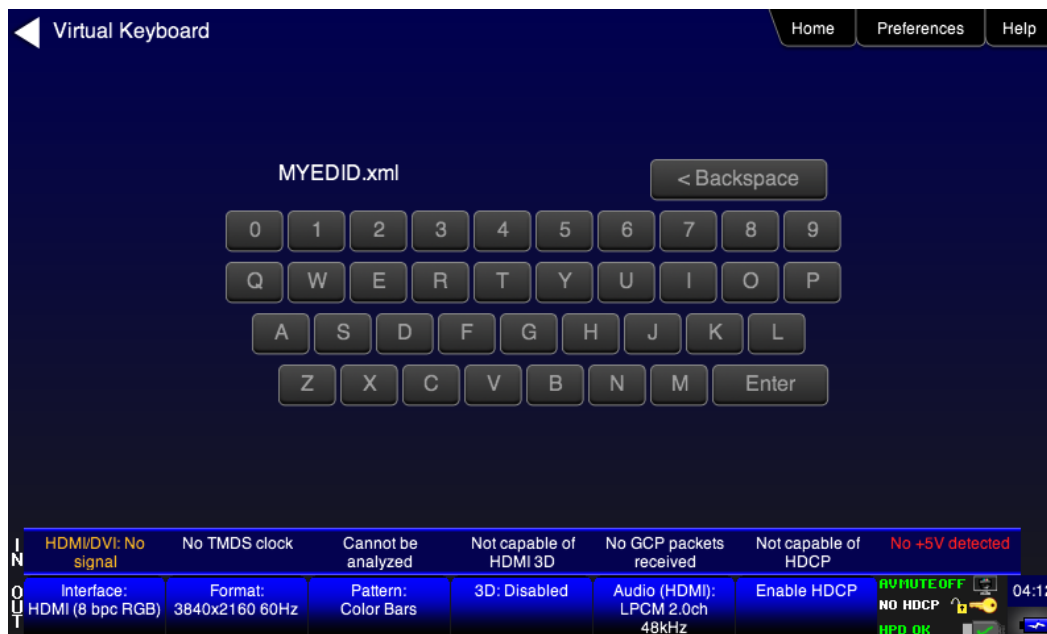 Virtual Keyboard
Home Preferences Help
MYEDID.xml
< Backspace
0 1 2 3 4 5 6 7 8 9
Q W E R T Y U I O P
A S D F G H J K L
Z X C V B N M Enter
IN
HDMI/DVI: No
signal
No TMDS clock
Cannot be
analyzed
Not capable of
HDMI 3D
No GCP packets
received
Not capable of
HDCP
No +5V detected
OUT
Interface:
HDMI (8 bpc RGB)
Format:
3840x2160 60Hz
Pattern:
Color Bars
3D: Disabled
Audio (HDMI):
LPCM 2.0ch
48kHz
Enable HDCP
AVMUTEOFF
NO HDCP
HPD OK